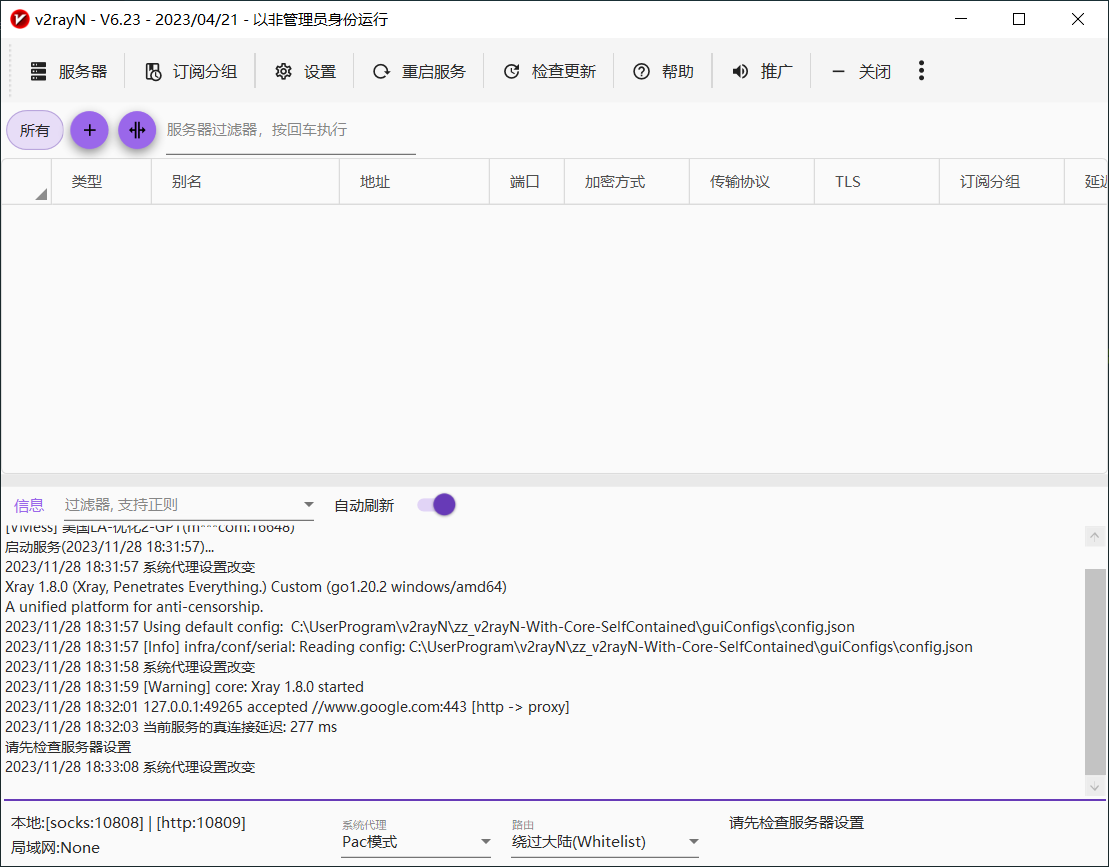 v2rayN - V6.23 - 2023/04/21 - 以非管理员身份运行
服务器 订阅分组 设置 重启服务 检查更新 帮助 推广 关闭
所有 服务器过滤器，按回车执行
类型 别名 地址 端口 加密方式 传输协议 TLS 订阅分组 延迟
信息 过滤器, 支持正则 自动刷新
[VMess] 美国LA-优化2-GPT(m***com:16648)
启动服务(2023/11/28 18:31:57)...
2023/11/28 18:31:57 系统代理设置改变
Xray 1.8.0 (Xray, Penetrates Everything.) Custom (go1.20.2 windows/amd64)
A unified platform for anti-censorship.
2023/11/28 18:31:57 Using default config:  C:\UserProgram\v2rayN\zz_v2rayN-With-Core-SelfContained\guiConfigs\config.json
2023/11/28 18:31:57 [Info] infra/conf/serial: Reading config: C:\UserProgram\v2rayN\zz_v2rayN-With-Core-SelfContained\guiConfigs\config.json
2023/11/28 18:31:58 系统代理设置改变
2023/11/28 18:31:59 [Warning] core: Xray 1.8.0 started
2023/11/28 18:32:01 127.0.0.1:49265 accepted //www.google.com:443 [http -> proxy]
2023/11/28 18:32:03 当前服务的真连接延迟: 277 ms
请先检查服务器设置
2023/11/28 18:33:08 系统代理设置改变
本地:[socks:10808] | [http:10809]
局域网:None
系统代理
Pac模式
路由
绕过大陆(Whitelist)
请先检查服务器设置